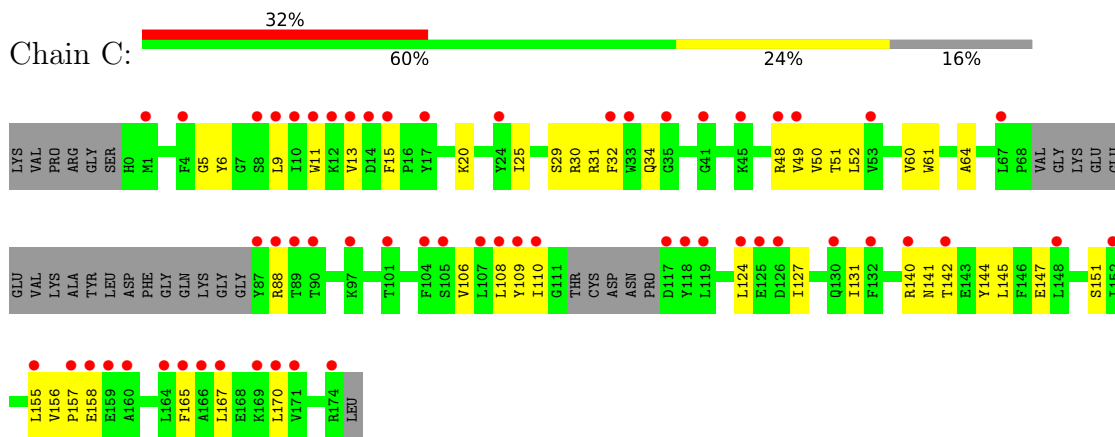 32%
Chain C:
60% 24% 16%
LYS VAL PRO ARG GLY SER H0 M1 F4 G5 Y6 G7 S8 L9 I10 W11 K12 V13 D14 F15 P16 Y17 K20 Y24 I25 S29 R30 R31 F32 W33 Q34 G35 G41 K45 R48 V49 V50 T51 L52 V53 V60 W61 A64 L67 P68 VAL GLY LYS GLU GLU
GLU VAL LYS ALA TYR LEU ASP PHE GLY GLN LYS GLY GLY Y87 R88 T89 T90 K97 T101 F104 S105 V106 L107 L108 Y109 I110 G111 THR CYS ASP ASN PRO D117 Y118 L119 L124 E125 D126 I127 Q130 I131 F132 R140 N141 T142 E143 Y144 L145 F146 E147 L148 S151 I152
L155 V156 P157 E158 E159 A160 L164 F165 A166 L167 E168 K169 L170 V171 R174 LEU